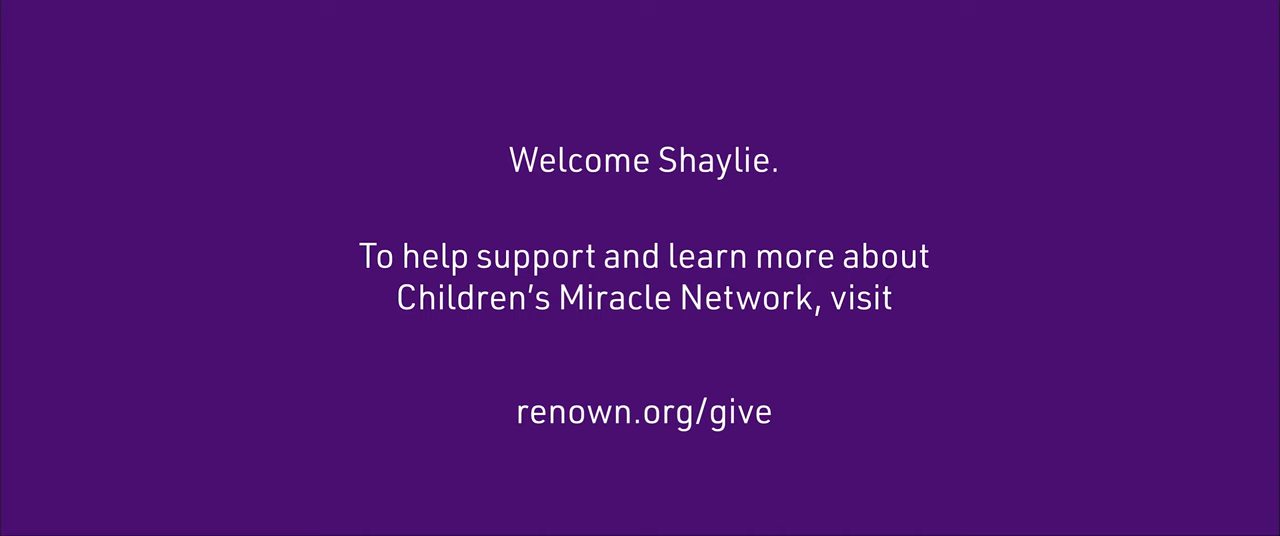 Welcome Shaylie.
To help support and learn more about
Children’s Miracle Network, visit
renown.org/give